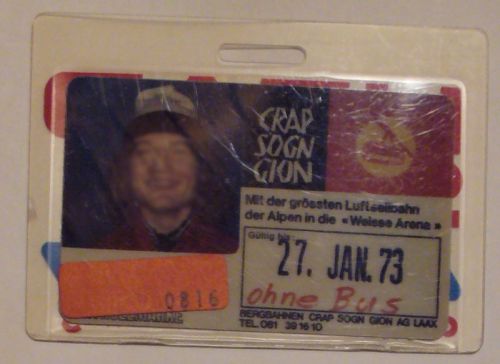 CRAP
SOGN
GION
Mit der grössten Luftseilbahn
der Alpen in die «Weisse Arena»
Gültig bis
27. JAN. 73
ohne Bus
0816
BERGBAHNEN CRAP SOGN GION AG LAAX
TEL. 081 39 16 10